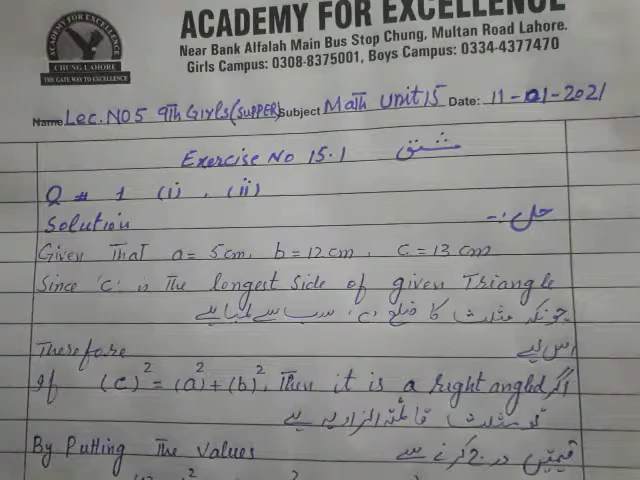 ACADEMY FOR EXCELLENCE
ACADEMY FOR EXCELLENCE
CHUNG LAHORE
THE GATE WAY TO EXCELLENCE
Near Bank Alfalah Main Bus Stop Chung, Multan Road Lahore.
Girls Campus: 0308-8375001, Boys Campus: 0334-4377470
Name Lec. NO5 9Th Girls (SUPPER) Subject Math Unit 15 Date: 11-01-2021
Exercise No 15.1 مشق
Q # 1 (i) , (ii)
Solution حل:-
Given That a = 5cm, b = 12cm, c = 13 cm
Since 'c' is The longest side of given Triangle
چونکہ مثلث کا ضلع 'c' سب سے لمبا ہے
Therefore اس لیے
If (c)² = (a)² + (b)², Then it is a right angled اگر
تو مثلث قائمتہ الزاویہ ہے
By Putting The values قیمتیں درج کرنے سے